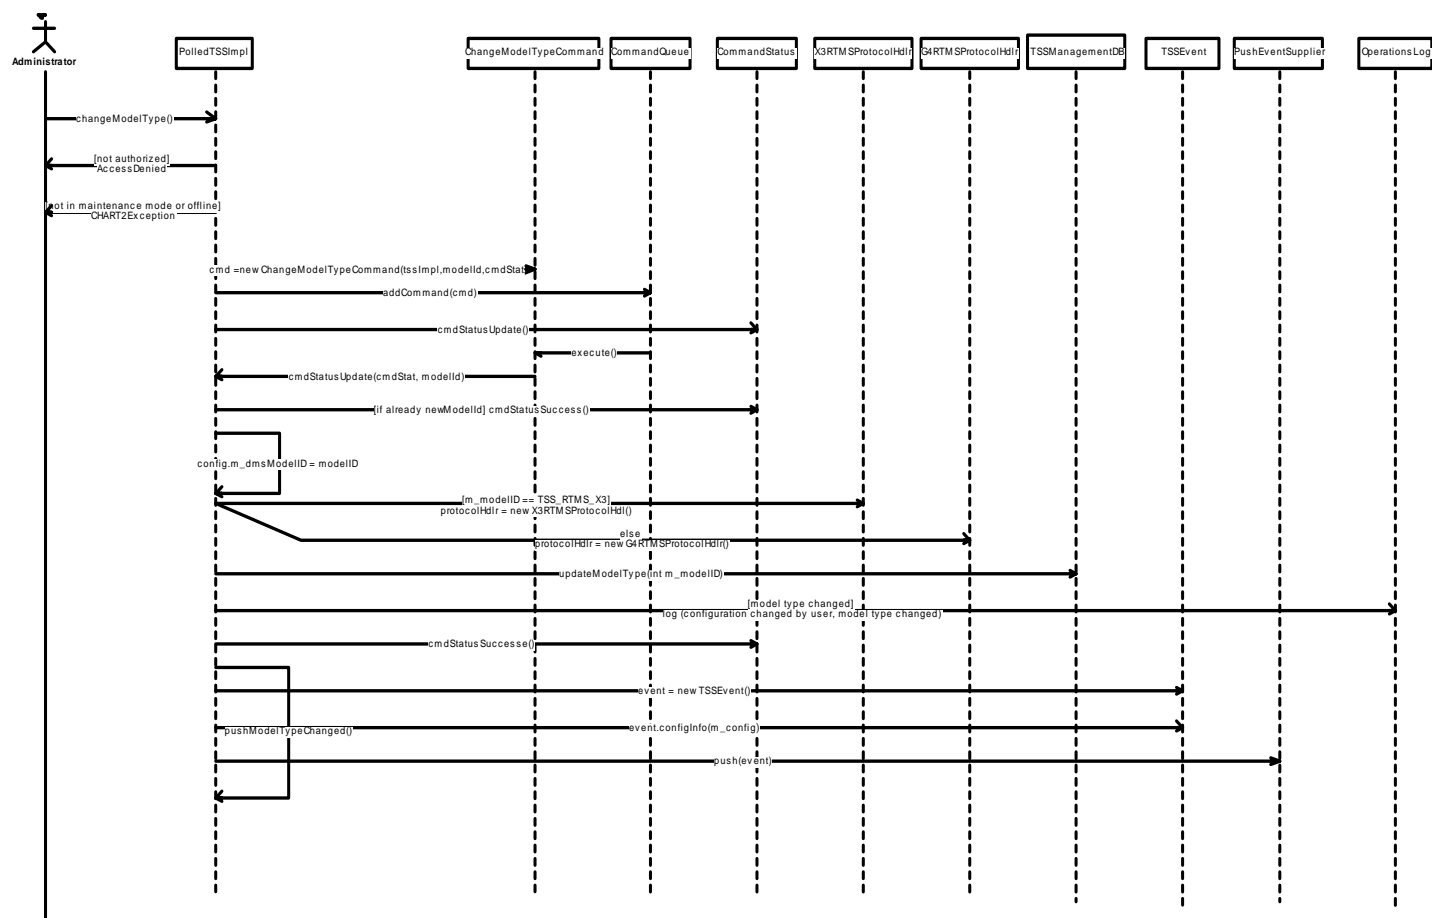 Administrator
PolledTSSImpl
ChangeModelTypeCommand
CommandQueue
CommandStatus
X3RTMSProtocolHdlr
G4RTMSProtocolHdlr
TSSManagementDB
TSSEvent
PushEventSupplier
OperationsLog
changeModelType()
[not authorized]
AccessDenied
[not in maintenance mode or offline]
CHART2Exception
cmd =new ChangeModelTypeCommand(tssImpl,modelId,cmdStat
addCommand(cmd)
cmdStatusUpdate()
execute()
cmdStatusUpdate(cmdStat, modelId)
[if already newModelId] cmdStatusSuccess()
config.m_dmsModelID = modelID
[m_modelID == TSS_RTMS_X3]
protocolHdlr = new X3RTMSProtocolHdl()
else
protocolHdlr = new G4RTMSProtocolHdlr()
updateModelType(int m_modelID)
[model type changed]
log (configuration changed by user, model type changed)
cmdStatusSuccesse()
event = new TSSEvent()
pushModelTypeChanged()
event.configInfo(m_config)
push(event)